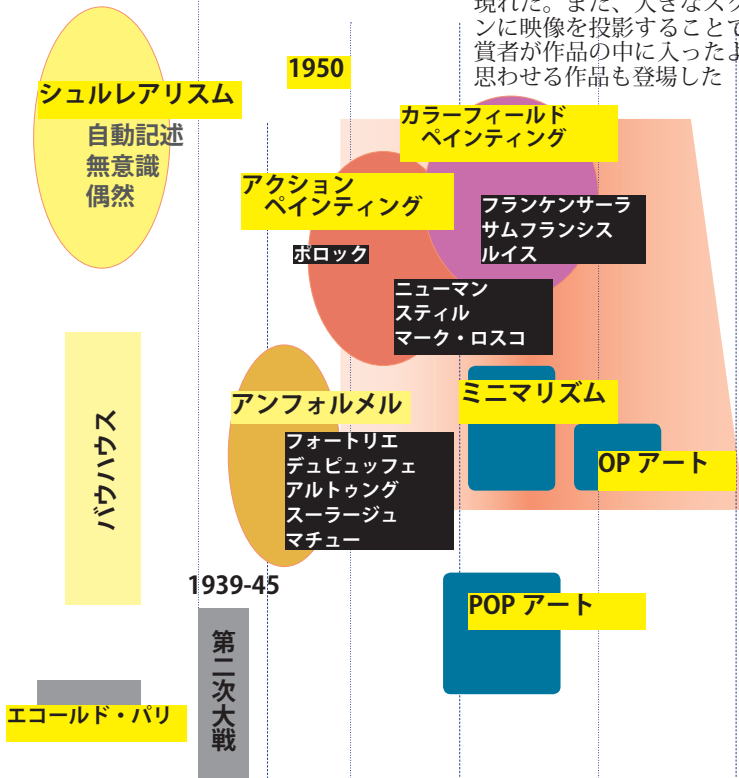 現れた。また、大きなスク
ンに映像を投影することで
賞者が作品の中に入ったよ
思わせる作品も登場した
1950
シュルレアリスム
自動記述
無意識
偶然
カラーフィールド
ペインティング
アクション
ペインティング
フランケンサーラ
サムフランシス
ルイス
ポロック
ニューマン
スティル
マーク・ロスコ
アンフォルメル
ミニマリズム
フォートリエ
デュピュッフェ
アルトゥング
スーラージュ
マチュー
OP アート
バウハウス
1939-45
POP アート
第二次大戦
エコールド・パリ